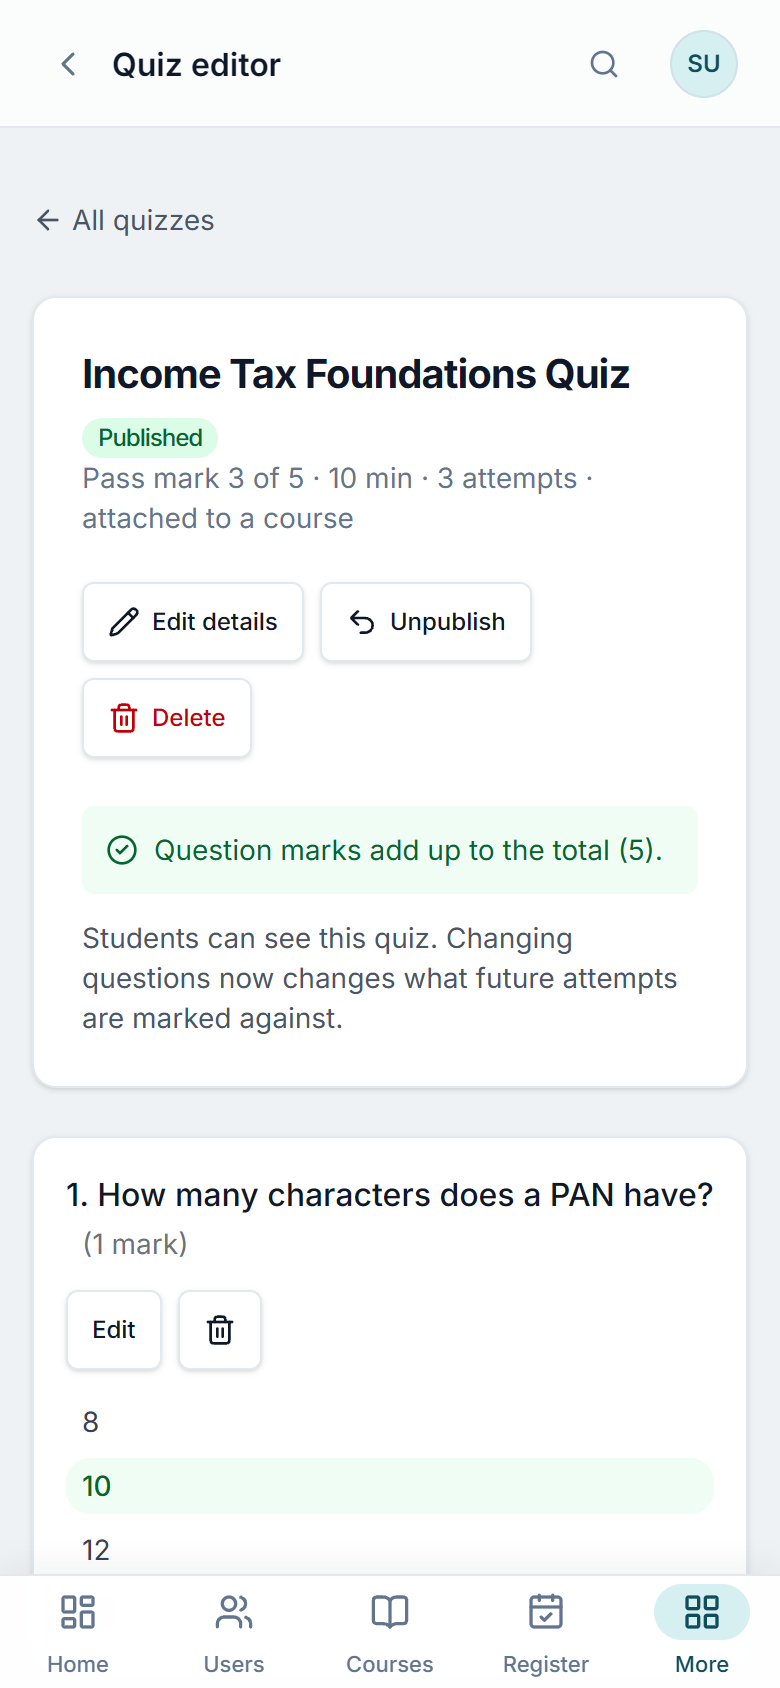 Quiz editor
SU
All quizzes
Income Tax Foundations Quiz
Published
Pass mark 3 of 5 · 10 min · 3 attempts ·
attached to a course
Edit details
Unpublish
Delete
Question marks add up to the total (5).
Students can see this quiz. Changing
questions now changes what future attempts
are marked against.
1. How many characters does a PAN have?
(1 mark)
Edit
8
10
12
Home
Users
Courses
Register
More